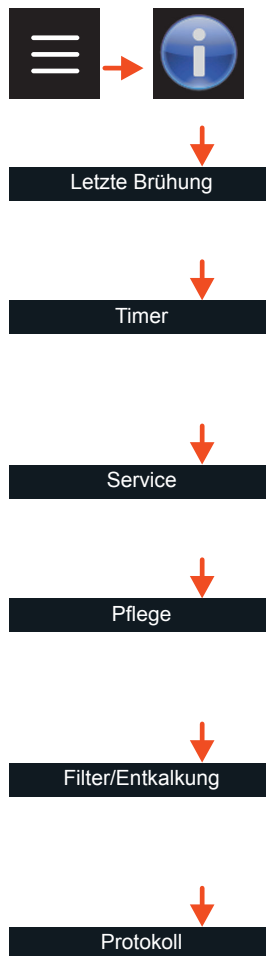 Letzte Brühung
Timer
Service
Pflege
Filter/Entkalkung
Protokoll